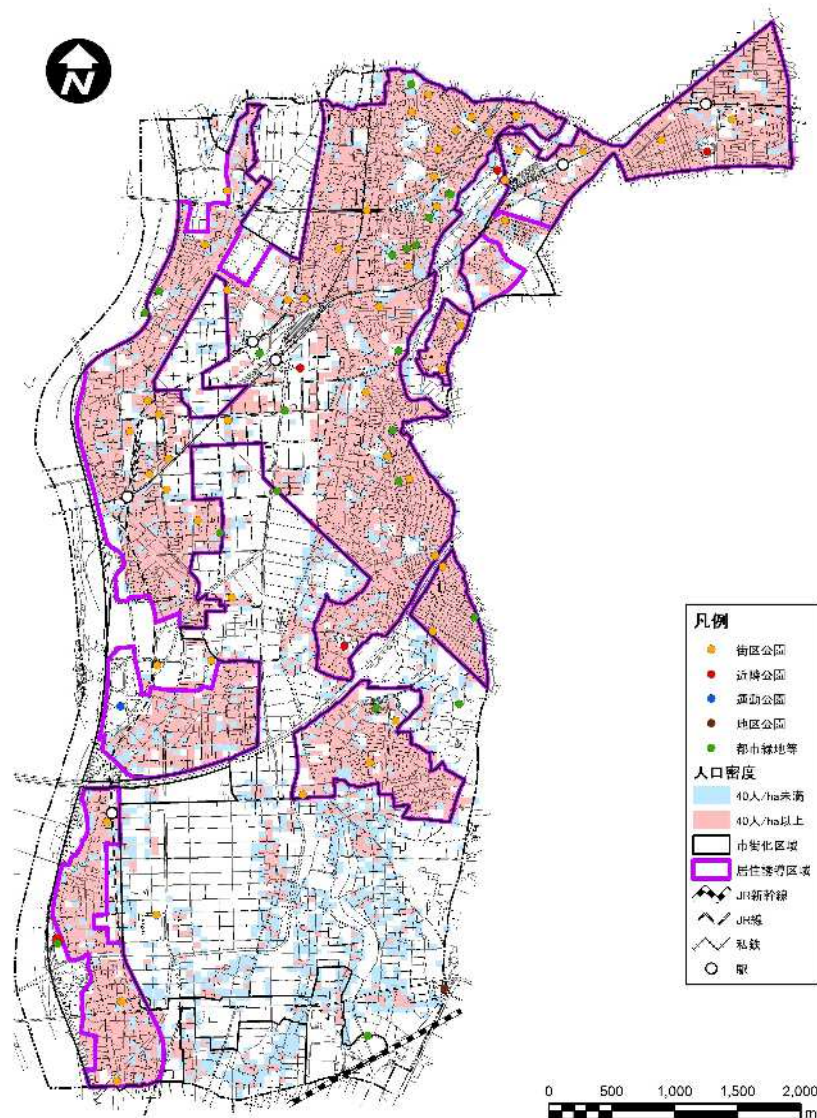 N
凡例
街区公園
近隣公園
運動公園
地区公園
都市緑地等
人口密度
40人/ha未満
40人/ha以上
市街化区域
居住誘導区域
JR新幹線
JR線
私鉄
駅
0 500 1,000 1,500 2,000
m